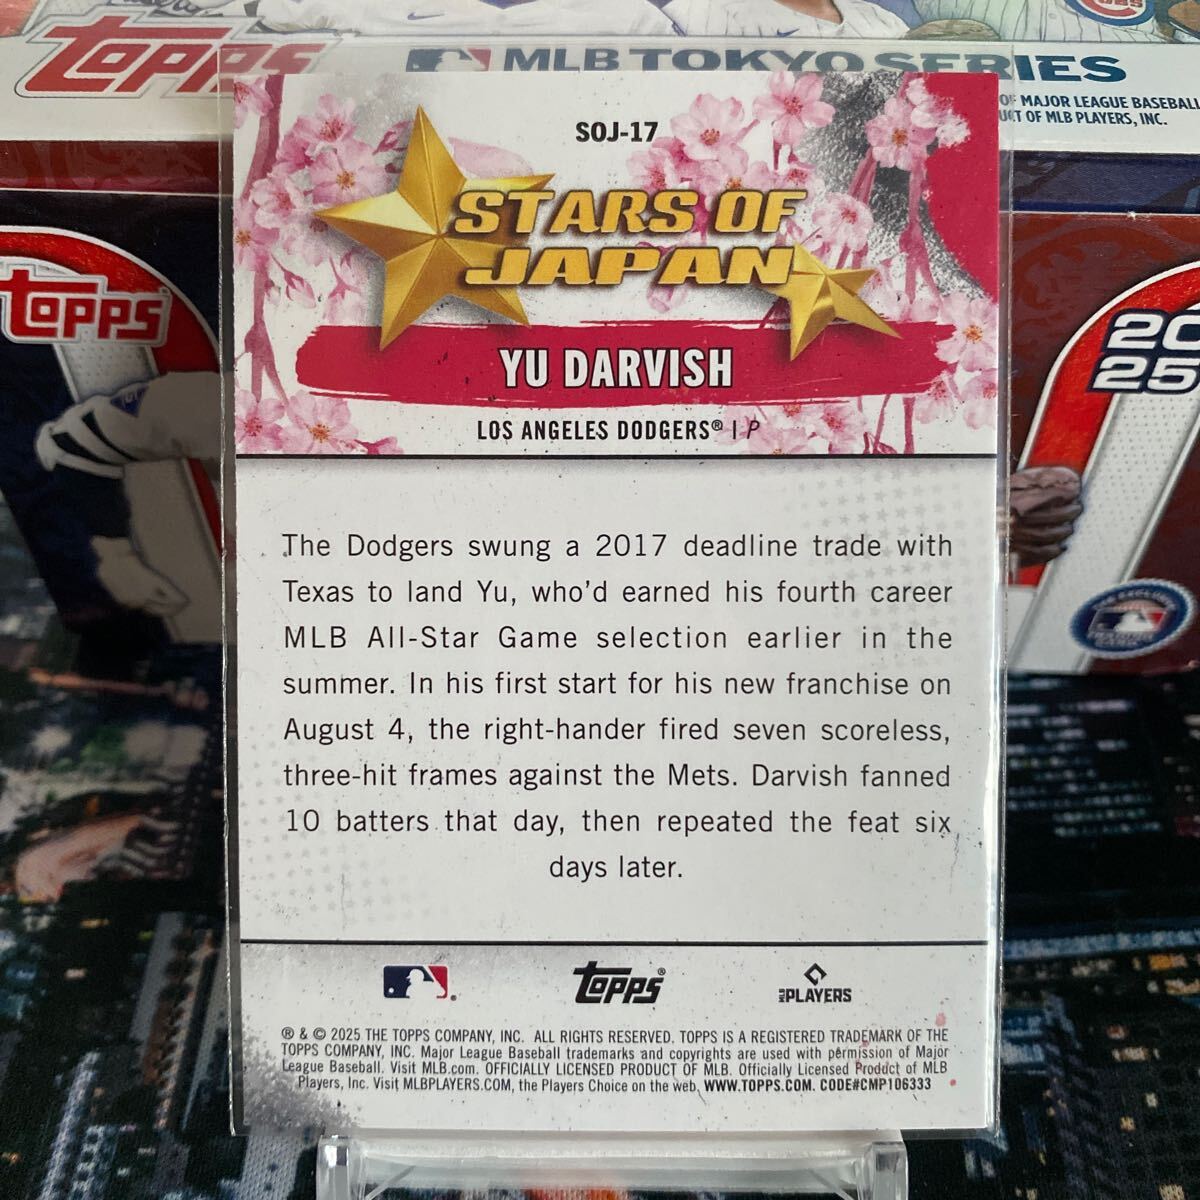 TOPPS
MLB TOKYO SERIES
OF MAJOR LEAGUE BASEBALL
UCT OF MLB PLAYERS, INC.
SOJ-17
STARS OF
JAPAN
YU DARVISH
LOS ANGELES DODGERS® | P
TOPPS
20
25
The Dodgers swung a 2017 deadline trade with
Texas to land Yu, who'd earned his fourth career
MLB All-Star Game selection earlier in the
summer. In his first start for his new franchise on
August 4, the right-hander fired seven scoreless,
three-hit frames against the Mets. Darvish fanned
10 batters that day, then repeated the feat six
days later.
TOPPS®
MLB PLAYERS
® & © 2025 THE TOPPS COMPANY, INC. ALL RIGHTS RESERVED. TOPPS IS A REGISTERED TRADEMARK OF THE
TOPPS COMPANY, INC. Major League Baseball trademarks and copyrights are used with permission of Major
League Baseball. Visit MLB.com. OFFICIALLY LICENSED PRODUCT OF MLB. Officially Licensed Product of MLB
Players, Inc. Visit MLBPLAYERS.COM, the Players Choice on the web. WWW.TOPPS.COM. CODE#CMP106333